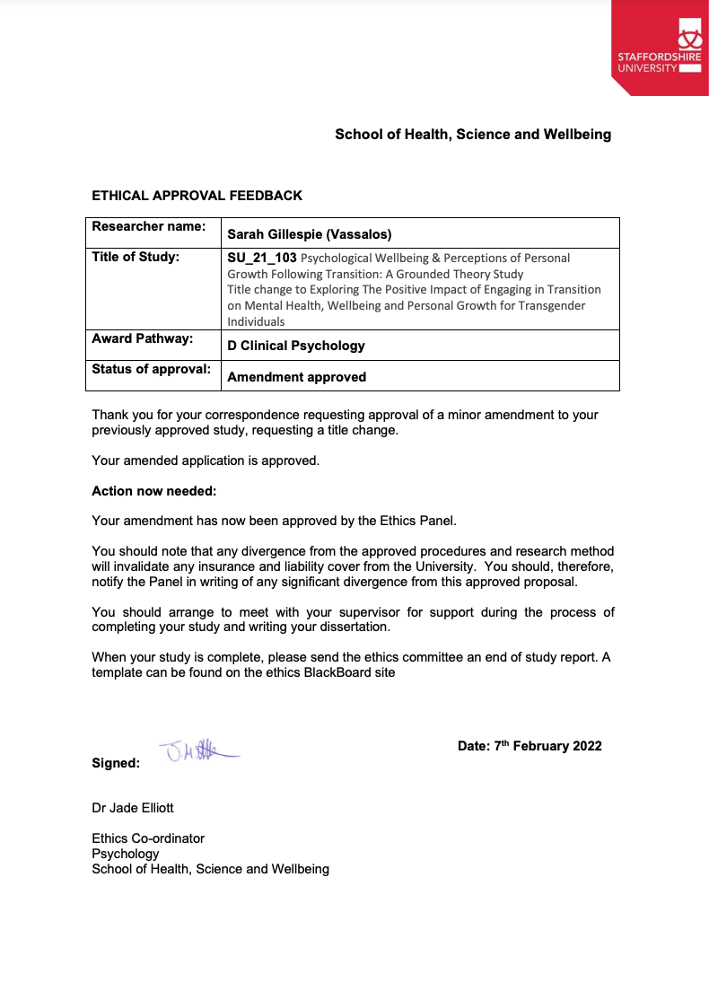 STAFFORDSHIRE
UNIVERSITY
School of Health, Science and Wellbeing
ETHICAL APPROVAL FEEDBACK
Researcher name:
Sarah Gillespie (Vassalos)
Title of Study:
SU_21_103 Psychological Wellbeing & Perceptions of Personal
Growth Following Transition: A Grounded Theory Study
Title change to Exploring The Positive Impact of Engaging in Transition
on Mental Health, Wellbeing and Personal Growth for Transgender
Individuals
Award Pathway:
D Clinical Psychology
Status of approval:
Amendment approved
Thank you for your correspondence requesting approval of a minor amendment to your
previously approved study, requesting a title change.
Your amended application is approved.
Action now needed:
Your amendment has now been approved by the Ethics Panel.
You should note that any divergence from the approved procedures and research method
will invalidate any insurance and liability cover from the University. You should, therefore,
notify the Panel in writing of any significant divergence from this approved proposal.
You should arrange to meet with your supervisor for support during the process of
completing your study and writing your dissertation.
When your study is complete, please send the ethics committee an end of study report. A
template can be found on the ethics BlackBoard site
Date: 7th February 2022
Signed:
Dr Jade Elliott
Ethics Co-ordinator
Psychology
School of Health, Science and Wellbeing